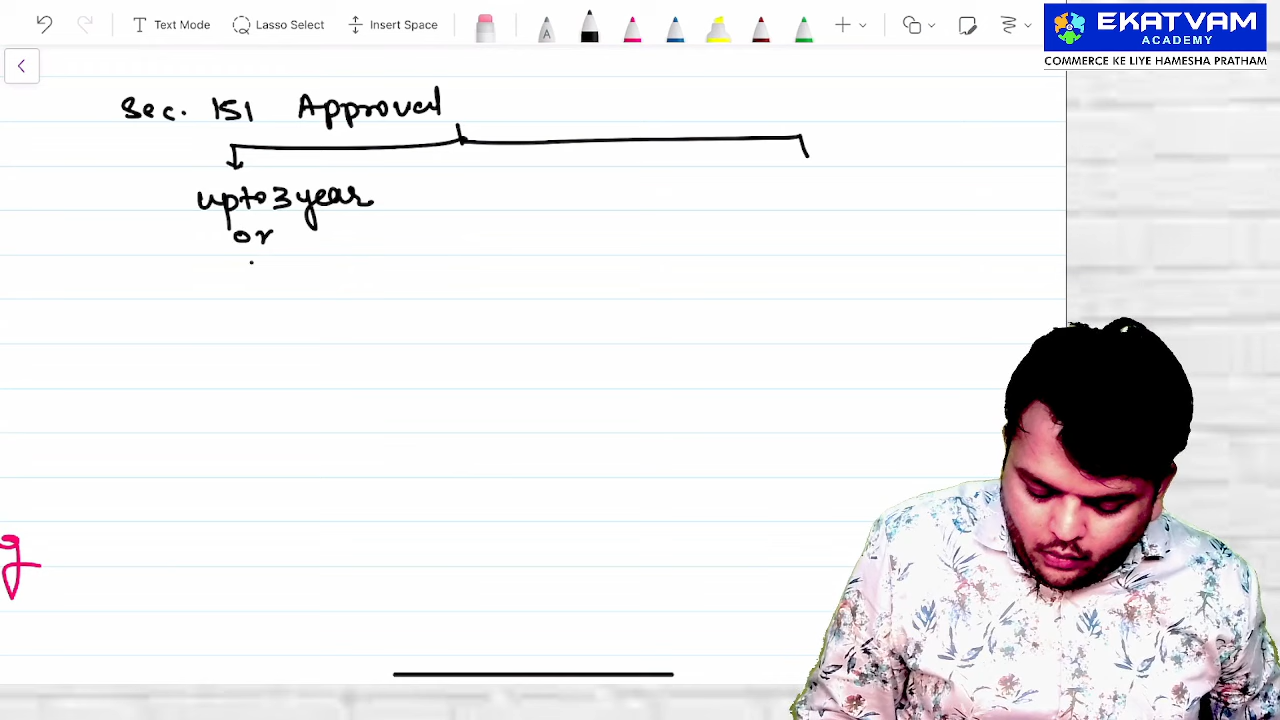 Text Mode Lasso Select Insert Space
A
EKATVAM
ACADEMY
COMMERCE KE LIYE HAMESHA PRATHAM
Sec. 151 Approval
upto 3 year
or
g